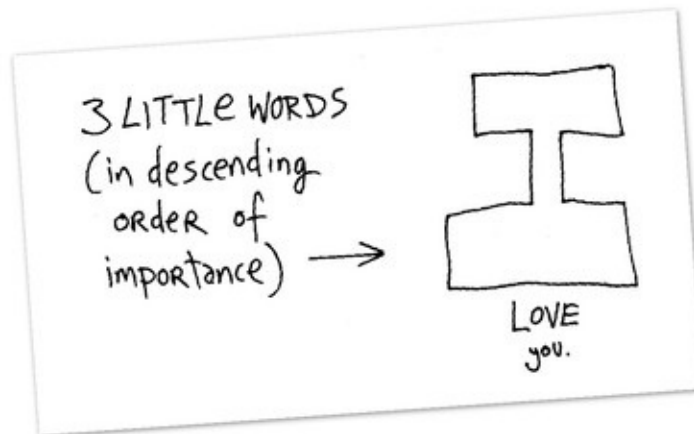 3 LITTLE WORDS
(in descending
order of
importance) →
I
LOVE
you.